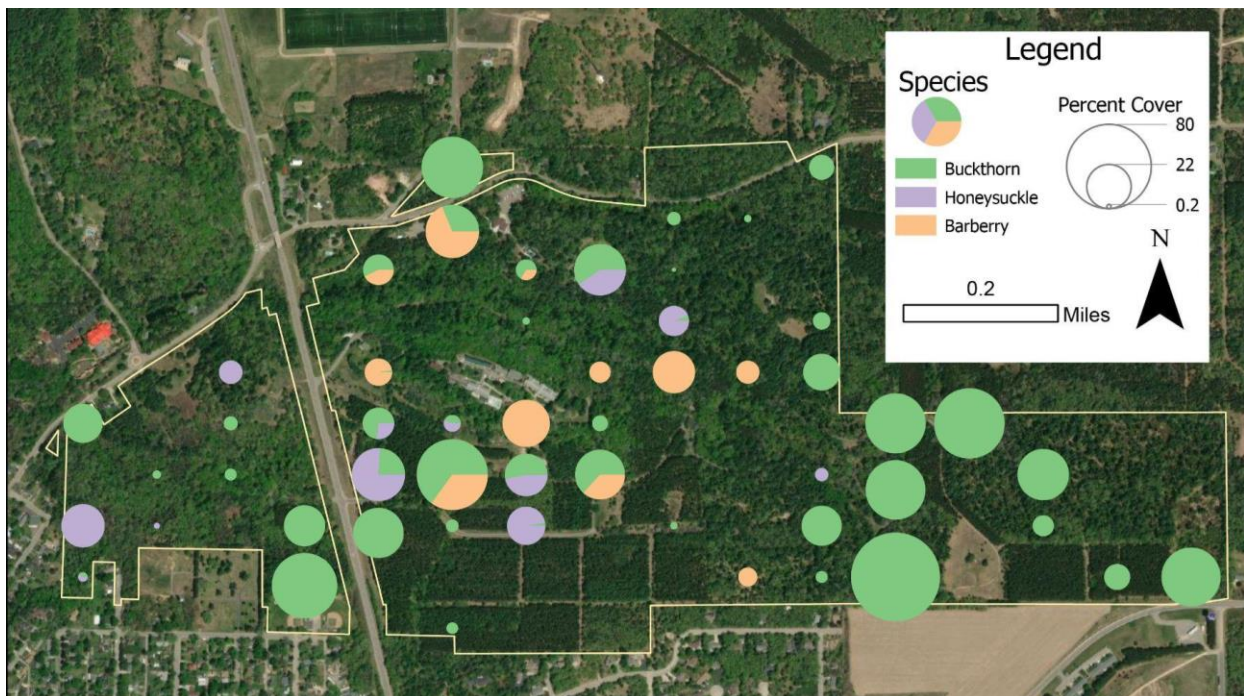 Legend
Species
Percent Cover
80
22
0.2
Buckthorn
Honeysuckle
Barberry
N
0.2
Miles